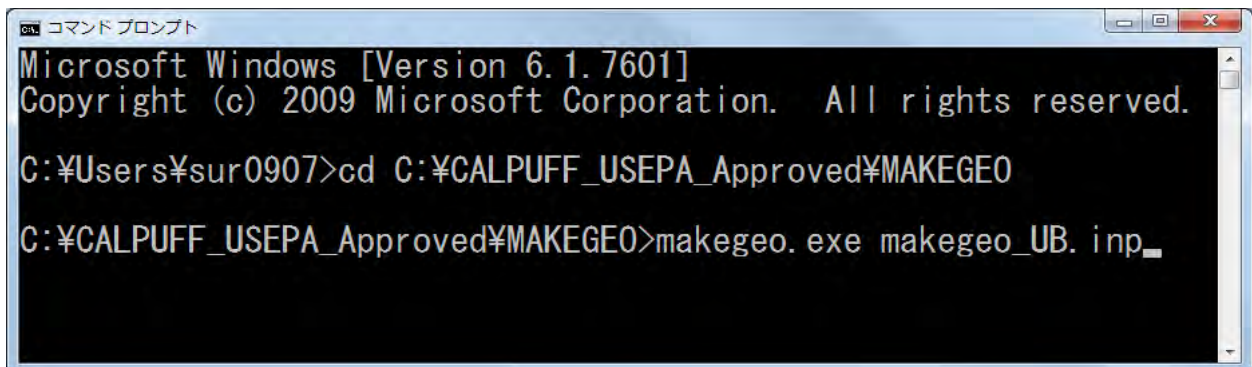 コマンド プロンプト
Microsoft Windows [Version 6.1.7601]
Copyright (c) 2009 Microsoft Corporation.  All rights reserved.
C:¥Users¥sur0907>cd C:¥CALPUFF_USEPA_Approved¥MAKEGEO
C:¥CALPUFF_USEPA_Approved¥MAKEGEO>makegeo.exe makegeo_UB.inp